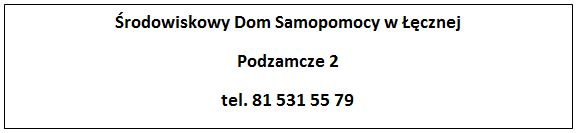 Środowiskowy Dom Samopomocy w Łęcznej
Podzamcze 2
tel. 81 531 55 79